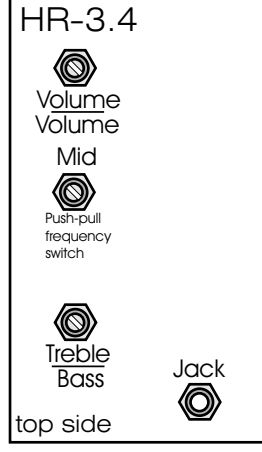 HR-3.4
Volume
Volume
Mid
Push-pull
frequency
switch
Treble
Bass
Jack
top side